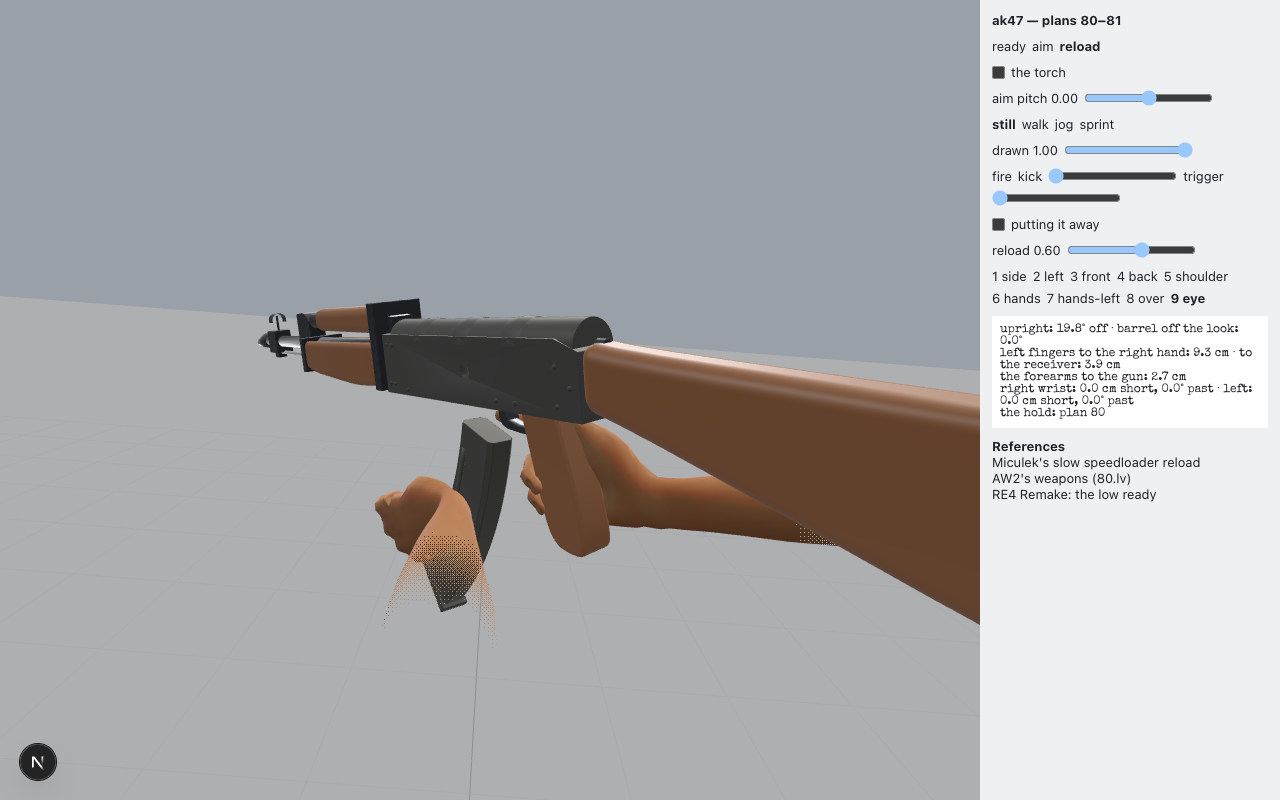 ak47 — plans 80–81
ready aim reload
the torch
aim pitch 0.00
still walk jog sprint
drawn 1.00
fire kick trigger
putting it away
reload 0.60
1 side 2 left 3 front 4 back 5 shoulder
6 hands 7 hands-left 8 over 9 eye
upright: 19.8° off · barrel off the look:
0.0°
left fingers to the right hand: 9.3 cm · to
the receiver: 3.9 cm
the forearms to the gun: 2.7 cm
right wrist: 0.0 cm short, 0.0° past · left:
0.0 cm short, 0.0° past
the hold: plan 80
References
Miculek's slow speedloader reload
AW2's weapons (80.lv)
RE4 Remake: the low ready
N